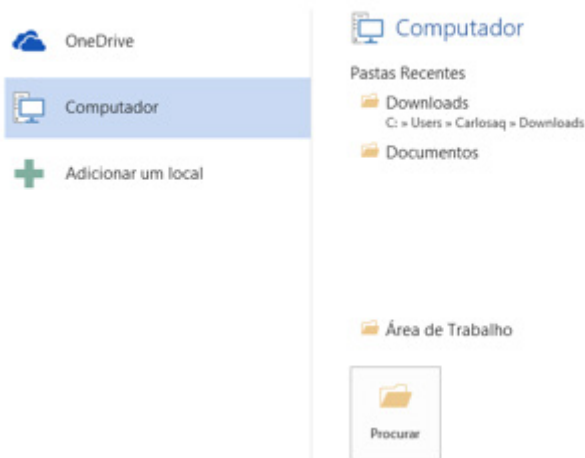 OneDrive
Computador
Adicionar um local
Computador
Pastas Recentes
Downloads
C: » Users » Carlosaq » Downloads
Documentos
Área de Trabalho
Procurar